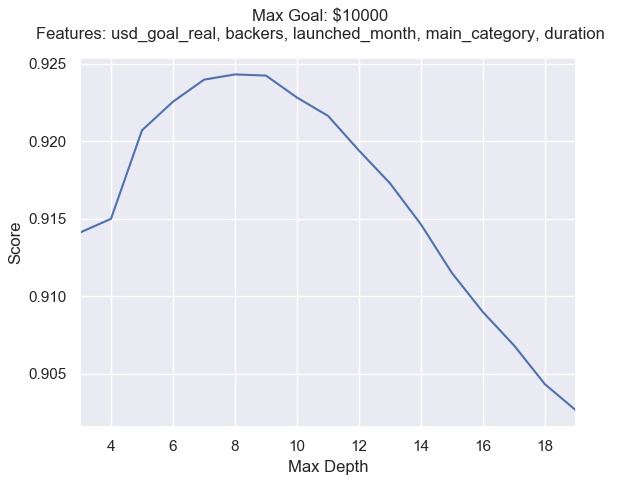 Max Goal: $10000
Features: usd_goal_real, backers, launched_month, main_category, duration
0.925
0.920
0.915
0.910
0.905
Score
4 6 8 10 12 14 16 18
Max Depth